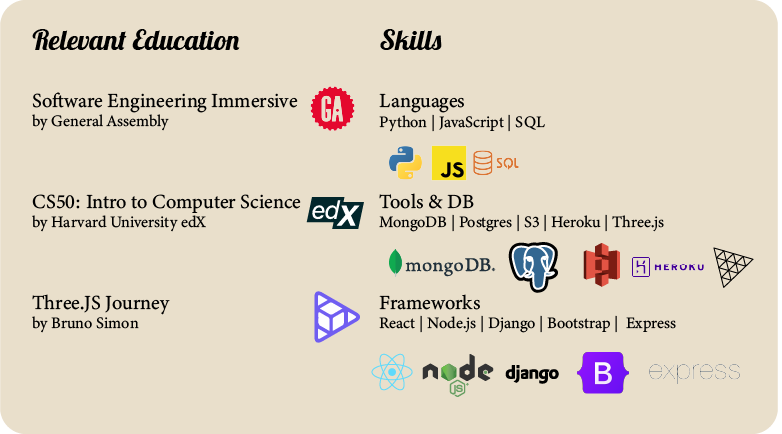 Relevant Education
Software Engineering Immersive
by General Assembly
GA
CS50: Intro to Computer Science
by Harvard University edX
edX
Three.JS Journey
by Bruno Simon
Skills
Languages
Python | JavaScript | SQL
JS
SQL
Tools & DB
MongoDB | Postgres | S3 | Heroku | Three.js
mongoDB.
HEROKU
Frameworks
React | Node.js | Django | Bootstrap | Express
node
JS
django
B
express